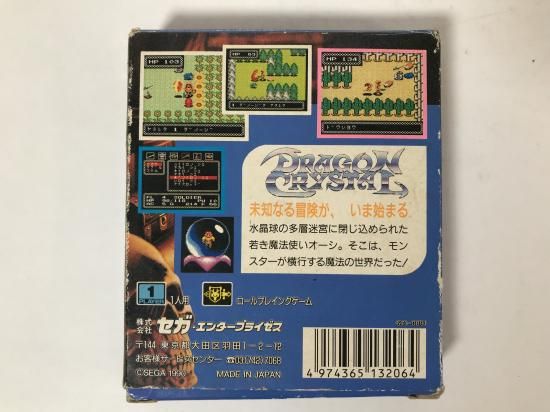 HP 103
HP 63
HP 134
DRAGON
CRYSTAL
未知なる冒険が、いま始まる.
水晶球の多層迷宮に閉じ込められた
若き魔法使いオーシ。そこは、モン
スターが横行する魔法の世界だった!
1
PLAYER
1人用
ロールプレイングゲーム
株式会社 セガ・エンタープライゼス
〒144 東京都大田区羽田1-2-12
お客様サービスセンター ☎03(742)7068
©SEGA 1990 MADE IN JAPAN
4 974365 132064